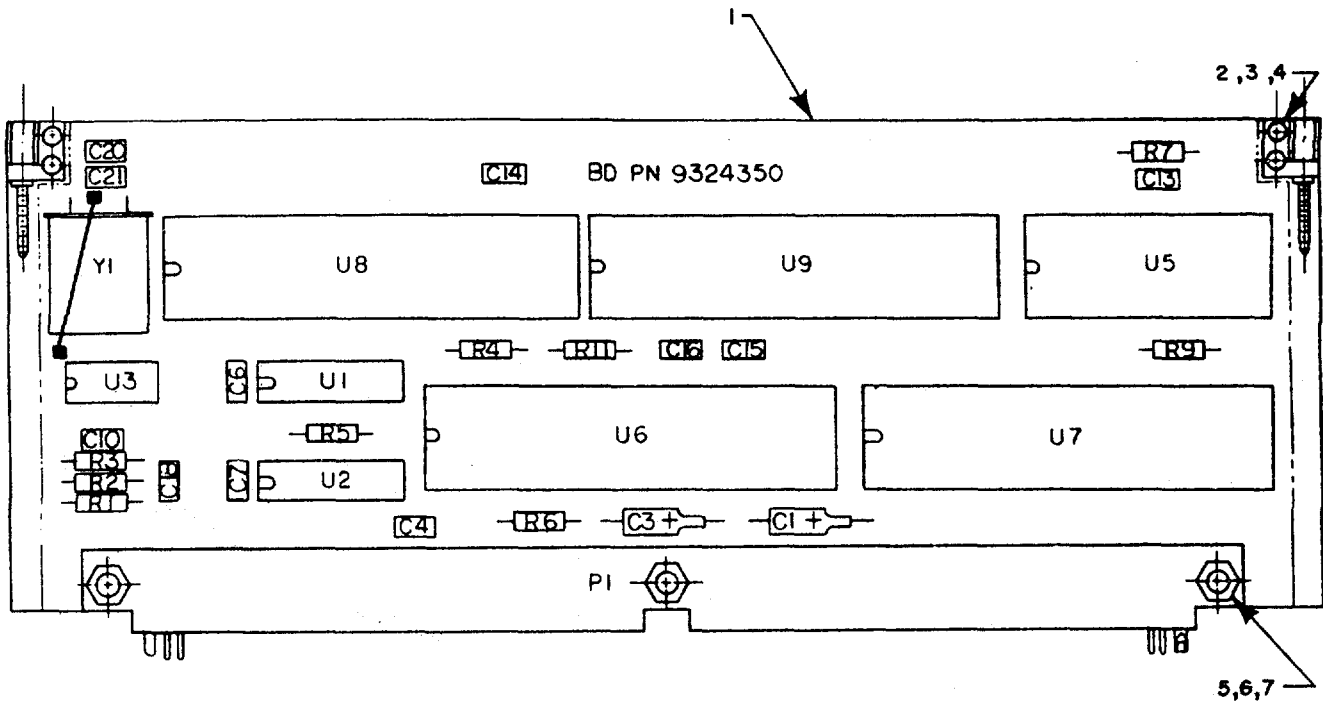 1
2,3,4
C20
C21
C14
BD PN 9324350
R7
C13
Y1
U8
U9
U5
R4
R11
C16
C15
R9
U3
C6
U1
R5
U6
U7
C10
R3
R2
R1
C7
U2
C4
R6
C3+
C1+
P1
5,6,7